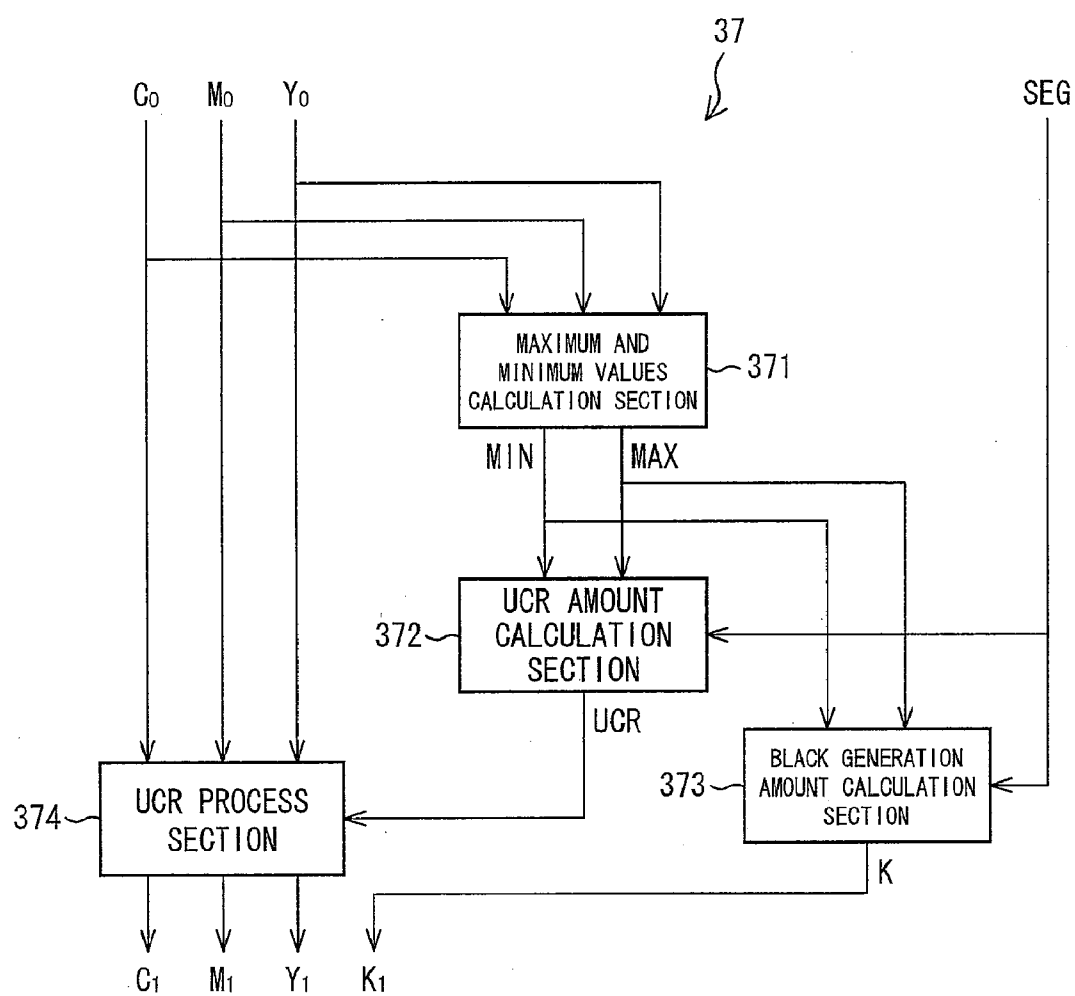 37
C0 M0 Y0 SEG
MAXIMUM AND
MINIMUM VALUES
CALCULATION SECTION
371
MIN MAX
UCR AMOUNT
CALCULATION
SECTION
372
UCR
BLACK GENERATION
AMOUNT CALCULATION
SECTION
373
UCR PROCESS
SECTION
374
K
C1 M1 Y1 K1